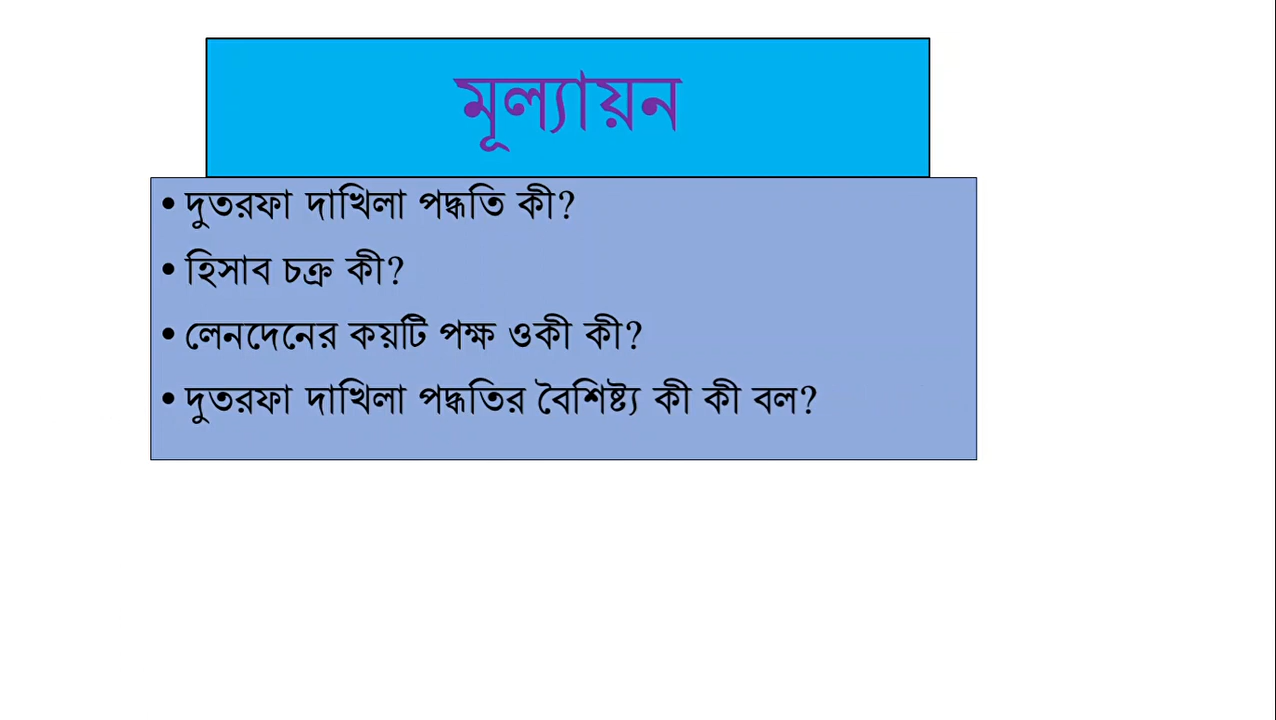 মূল্যায়ন
• দুতরফা দাখিলা পদ্ধতি কী?
• হিসাব চক্র কী?
• লেনদেনের কয়টি পক্ষ ওকী কী?
• দুতরফা দাখিলা পদ্ধতির বৈশিষ্ট্য কী কী বল?